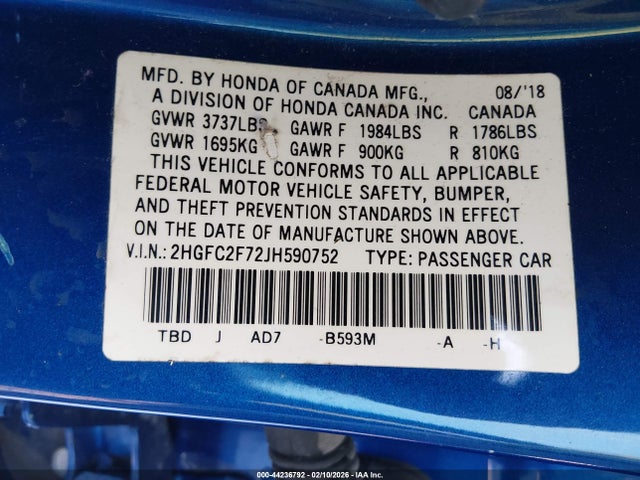 MFD. BY HONDA OF CANADA MFG., 08/'18
A DIVISION OF HONDA CANADA INC. CANADA
GVWR 3737LBS GAWR F 1984LBS R 1786LBS
GVWR 1695KG GAWR F 900KG R 810KG
THIS VEHICLE CONFORMS TO ALL APPLICABLE
FEDERAL MOTOR VEHICLE SAFETY, BUMPER,
AND THEFT PREVENTION STANDARDS IN EFFECT
ON THE DATE OF MANUFACTURE SHOWN ABOVE.
V.I.N.: 2HGFC2F72JH590752 TYPE: PASSENGER CAR
TBD J AD7 -B593M -A -H
000-44236792 - 02/10/2026 - IAA Inc.